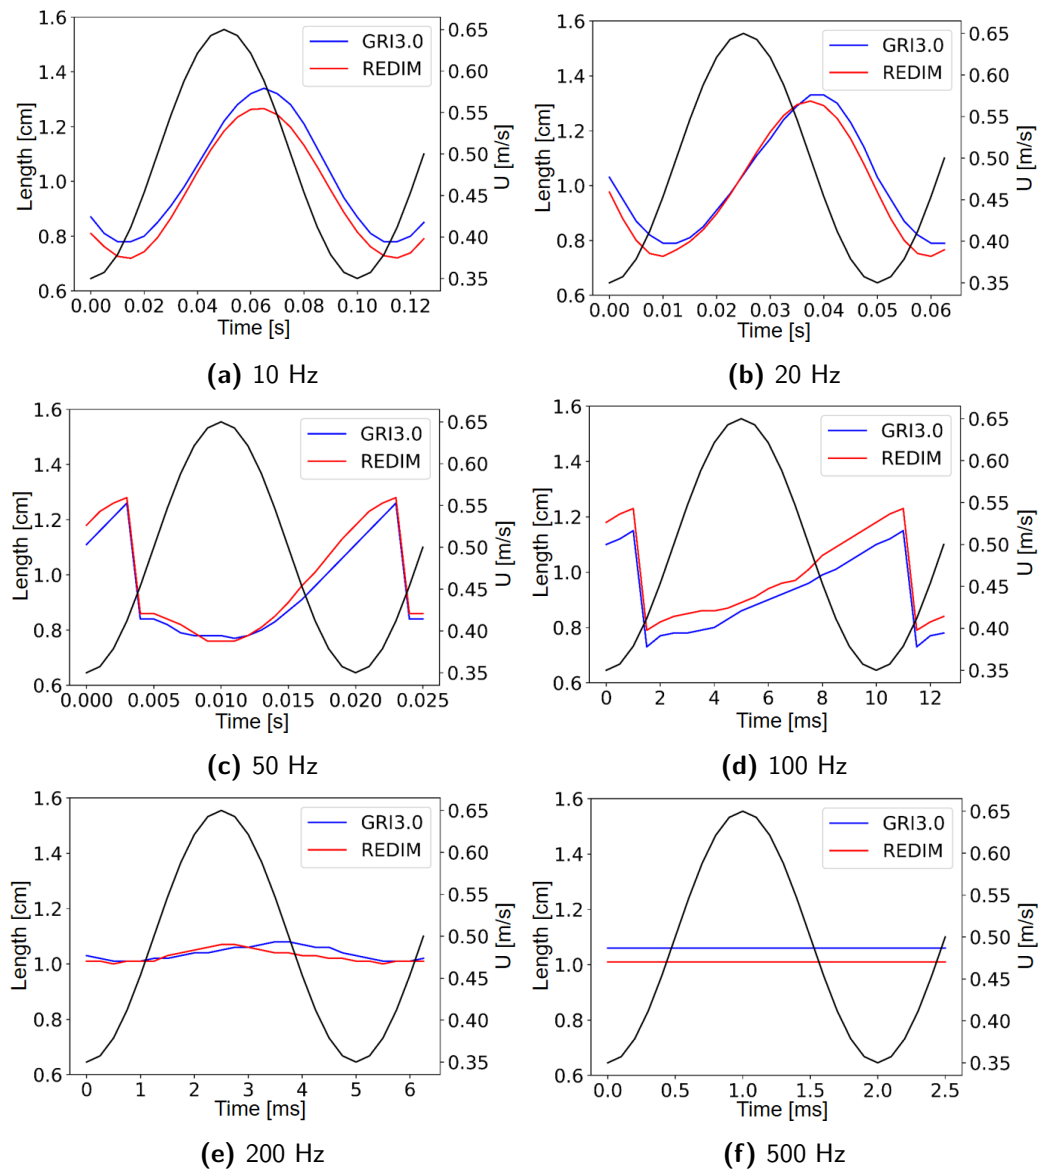 1.6
1.4
1.2
1.0
0.8
0.6
Length [cm]
GRI3.0
REDIM
0.65
0.60
0.55
0.50
0.45
0.40
0.35
U [m/s]
0.00 0.02 0.04 0.06 0.08 0.10 0.12
Time [s]
(a) 10 Hz
1.6
1.4
1.2
1.0
0.8
0.6
Length [cm]
GRI3.0
REDIM
0.65
0.60
0.55
0.50
0.45
0.40
0.35
U [m/s]
0.00 0.01 0.02 0.03 0.04 0.05 0.06
Time [s]
(b) 20 Hz
1.6
1.4
1.2
1.0
0.8
0.6
Length [cm]
GRI3.0
REDIM
0.65
0.60
0.55
0.50
0.45
0.40
0.35
U [m/s]
0.000 0.005 0.010 0.015 0.020 0.025
Time [s]
(c) 50 Hz
1.6
1.4
1.2
1.0
0.8
0.6
Length [cm]
GRI3.0
REDIM
0.65
0.60
0.55
0.50
0.45
0.40
0.35
U [m/s]
0 2 4 6 8 10 12
Time [ms]
(d) 100 Hz
1.6
1.4
1.2
1.0
0.8
0.6
Length [cm]
GRI3.0
REDIM
0.65
0.60
0.55
0.50
0.45
0.40
0.35
U [m/s]
0 1 2 3 4 5 6
Time [ms]
(e) 200 Hz
1.6
1.4
1.2
1.0
0.8
0.6
Length [cm]
GRI3.0
REDIM
0.65
0.60
0.55
0.50
0.45
0.40
0.35
U [m/s]
0.0 0.5 1.0 1.5 2.0 2.5
Time [ms]
(f) 500 Hz